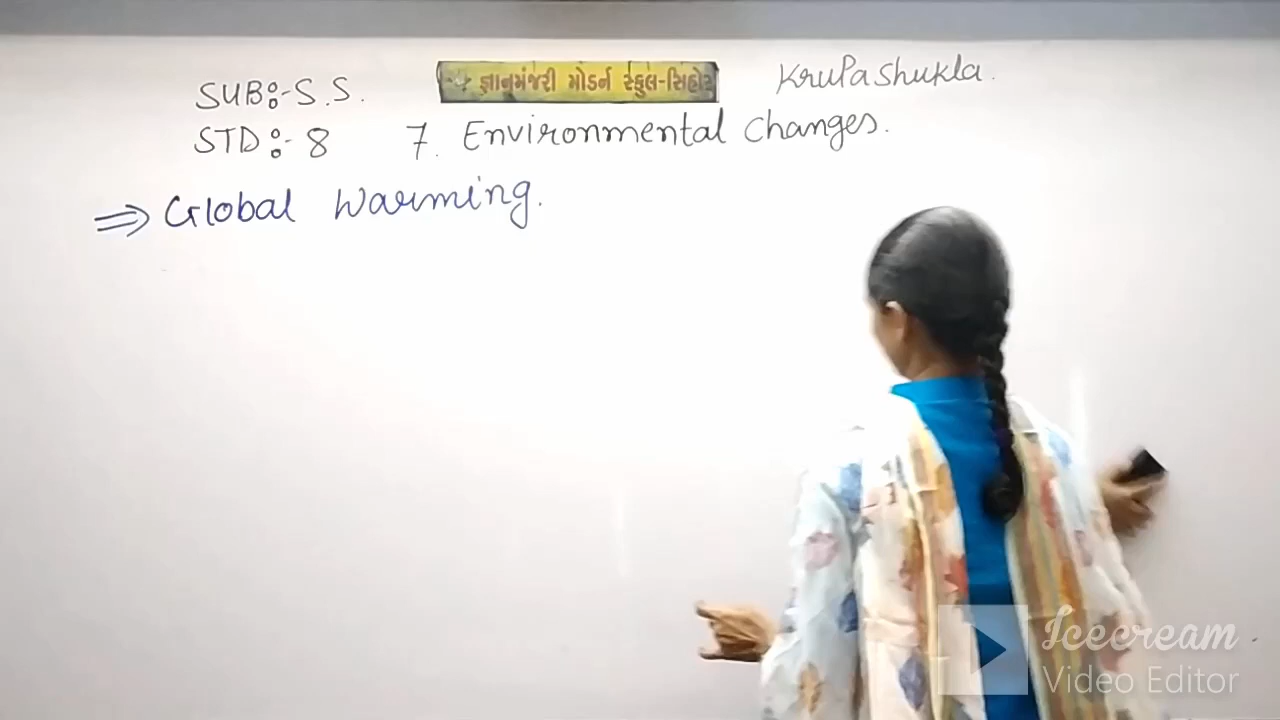 SUB:-S.S.
જ્ઞાનમંજરી મોડર્ન સ્કુલ-સિહોર
Krupa Shukla.
STD:- 8
7. Environmental Changes.
⇒ Global Warming.
Icecream
Video Editor